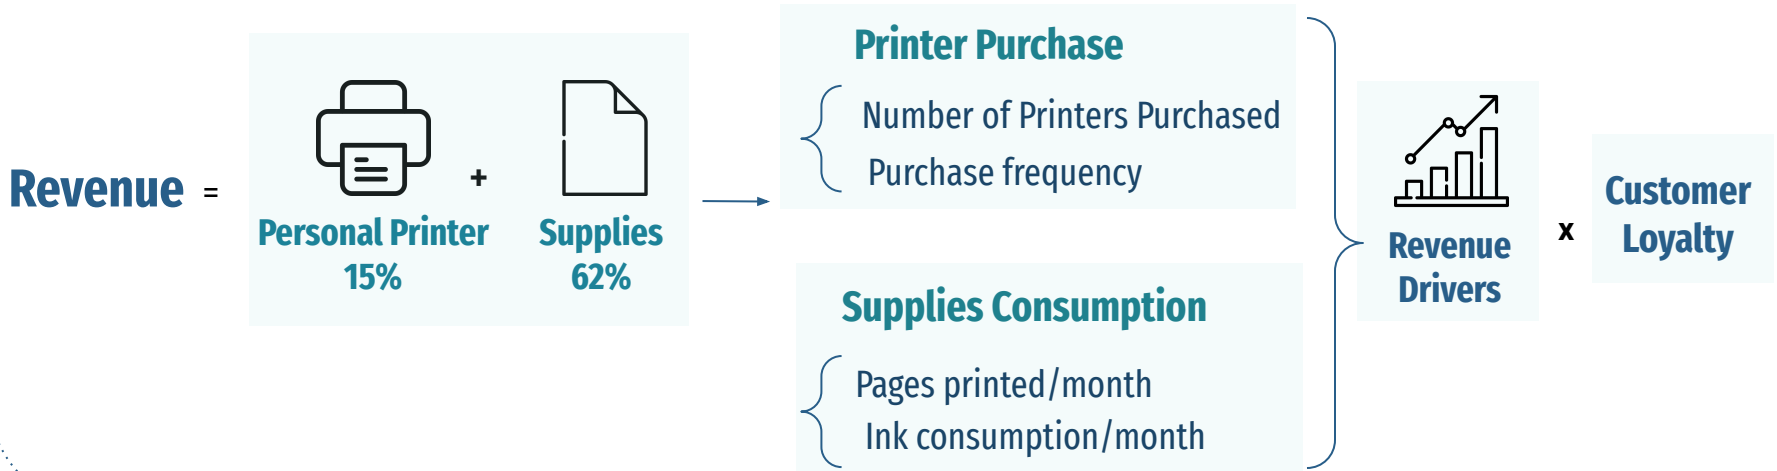 Revenue =
Personal Printer
15%
+
Supplies
62%
Printer Purchase
Number of Printers Purchased
Purchase frequency
Supplies Consumption
Pages printed/month
Ink consumption/month
Revenue
Drivers
x
Customer
Loyalty